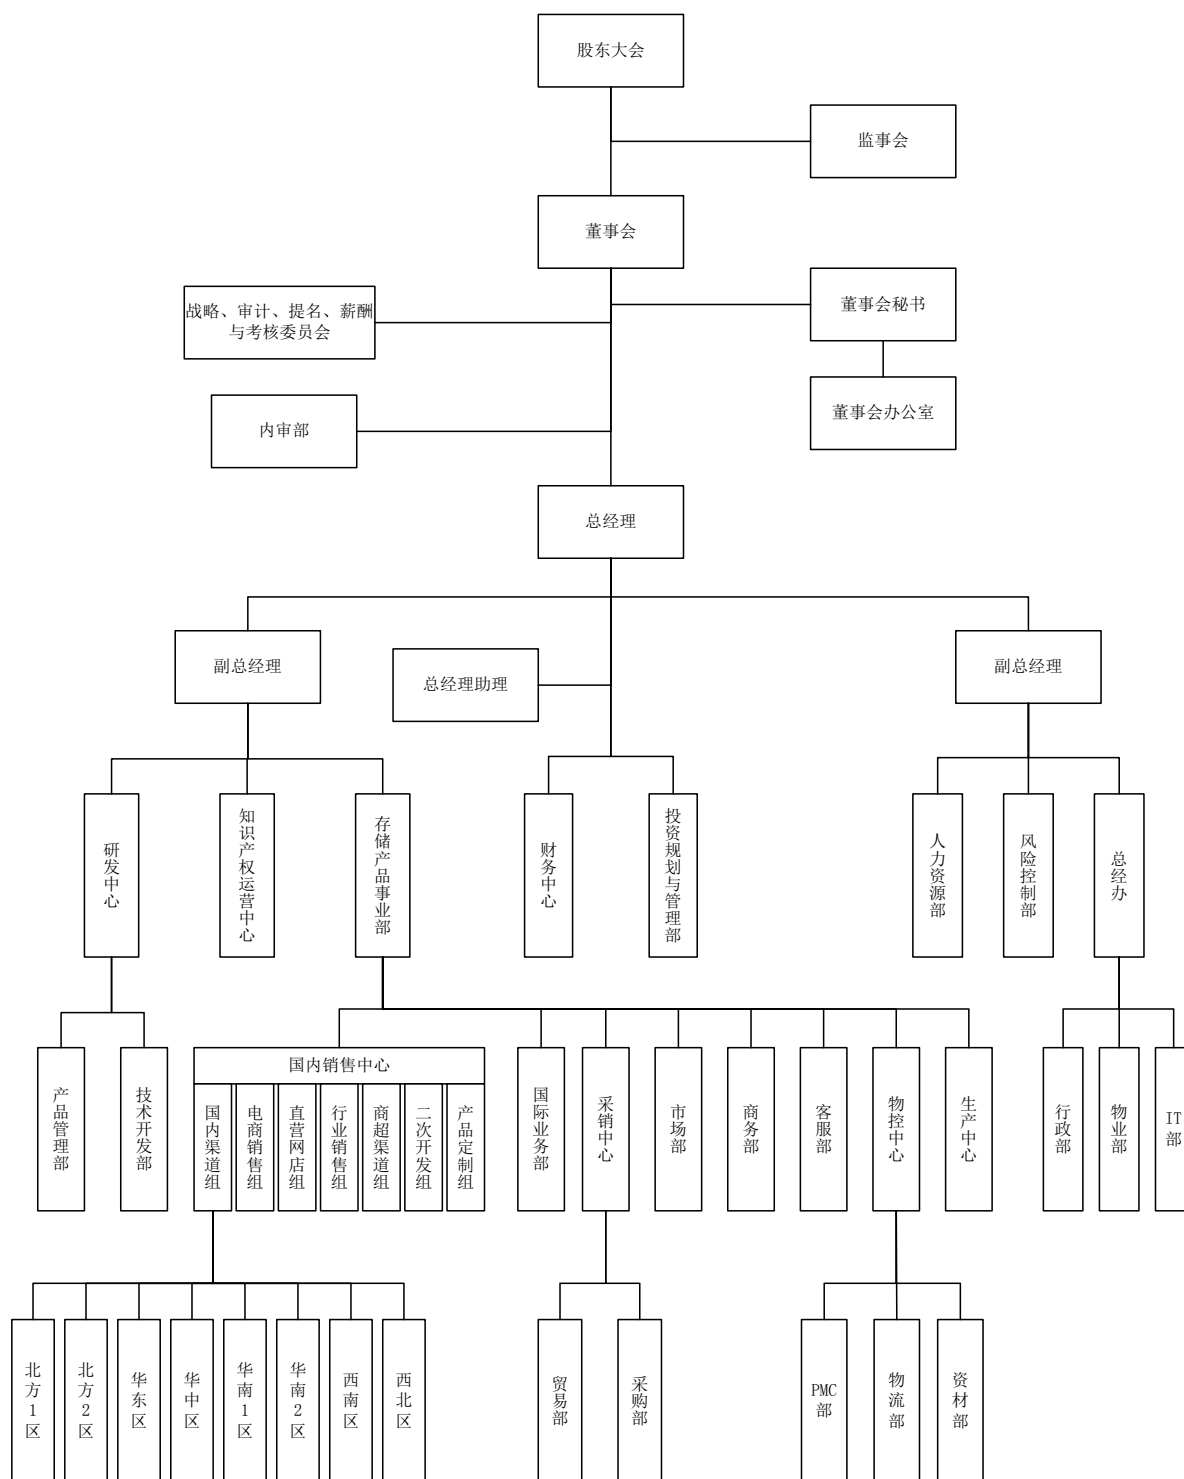 股东大会
监事会
董事会
战略、审计、提名、薪酬
与考核委员会
董事会秘书
董事会办公室
内审部
总经理
副总经理
总经理助理
副总经理
研发中心
知识产权运营中心
存储产品事业部
财务中心
投资规划与管理部
人力资源部
风险控制部
总经办
产品管理部
技术开发部
国内销售中心
国内渠道组
电商销售组
直营网店组
行业销售组
商超渠道组
二次开发组
产品定制组
国际业务部
采销中心
市场部
商务部
客服部
物控中心
生产中心
行政部
物业部
IT
部
北方1区
北方2区
华东区
华中区
华南1区
华南2区
西南区
西北区
贸易部
采购部
PMC
部
物流部
资材部